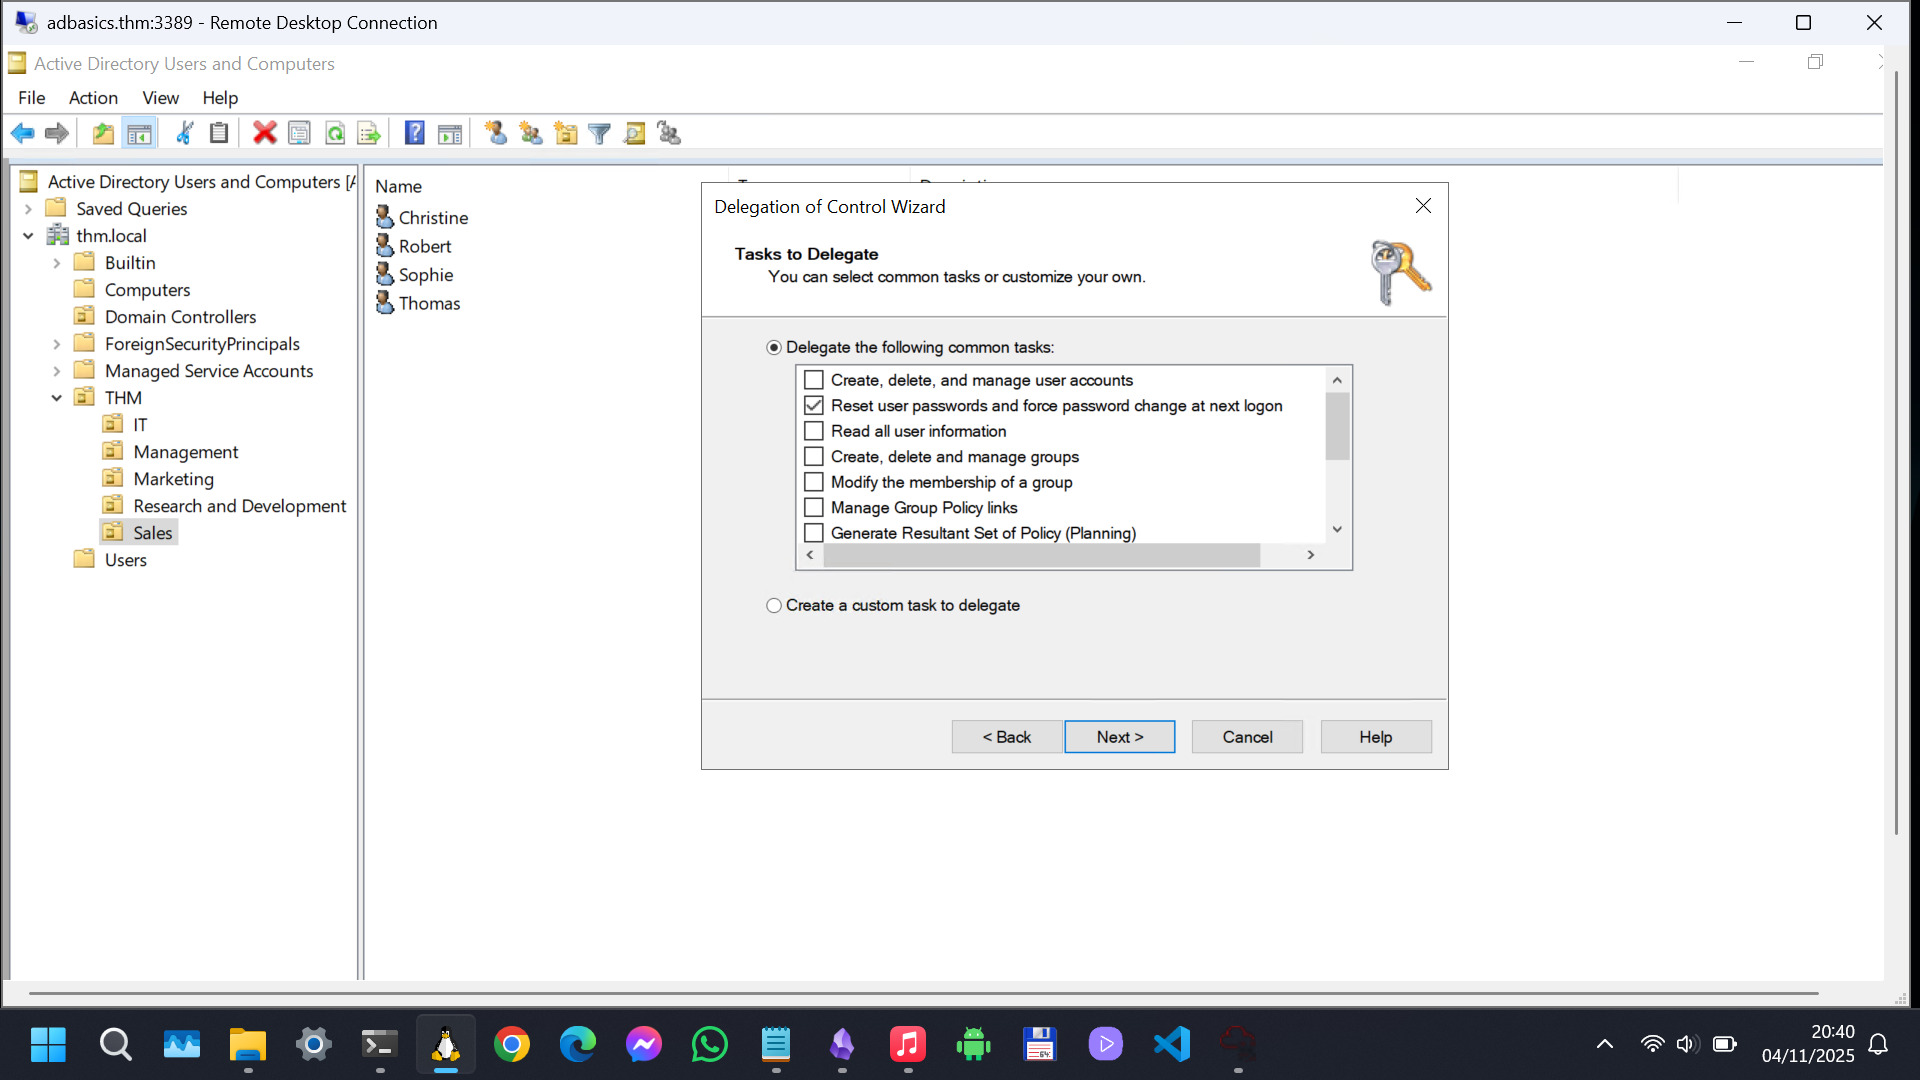 adbasics.thm:3389 - Remote Desktop Connection
Active Directory Users and Computers
File Action View Help
Active Directory Users and Computers [A
Saved Queries
thm.local
Builtin
Computers
Domain Controllers
ForeignSecurityPrincipals
Managed Service Accounts
THM
IT
Management
Marketing
Research and Development
Sales
Users
Name
Christine
Robert
Sophie
Thomas
Delegation of Control Wizard
Tasks to Delegate
You can select common tasks or customize your own.
Delegate the following common tasks:
Create, delete, and manage user accounts
Reset user passwords and force password change at next logon
Read all user information
Create, delete and manage groups
Modify the membership of a group
Manage Group Policy links
Generate Resultant Set of Policy (Planning)
Create a custom task to delegate
< Back Next > Cancel Help
64
20:40
04/11/2025